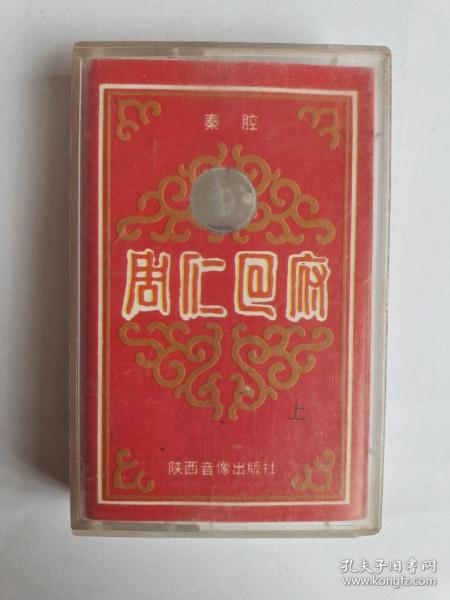 秦腔
周仁回府
上
陕西音像出版社
孔夫子旧书网
www.kongfz.com